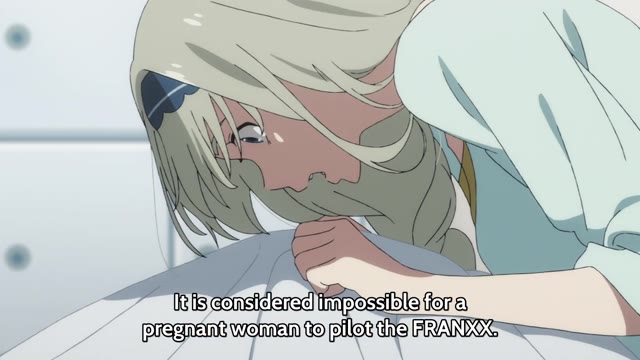 It is considered impossible for a
pregnant woman to pilot the FRANXX.